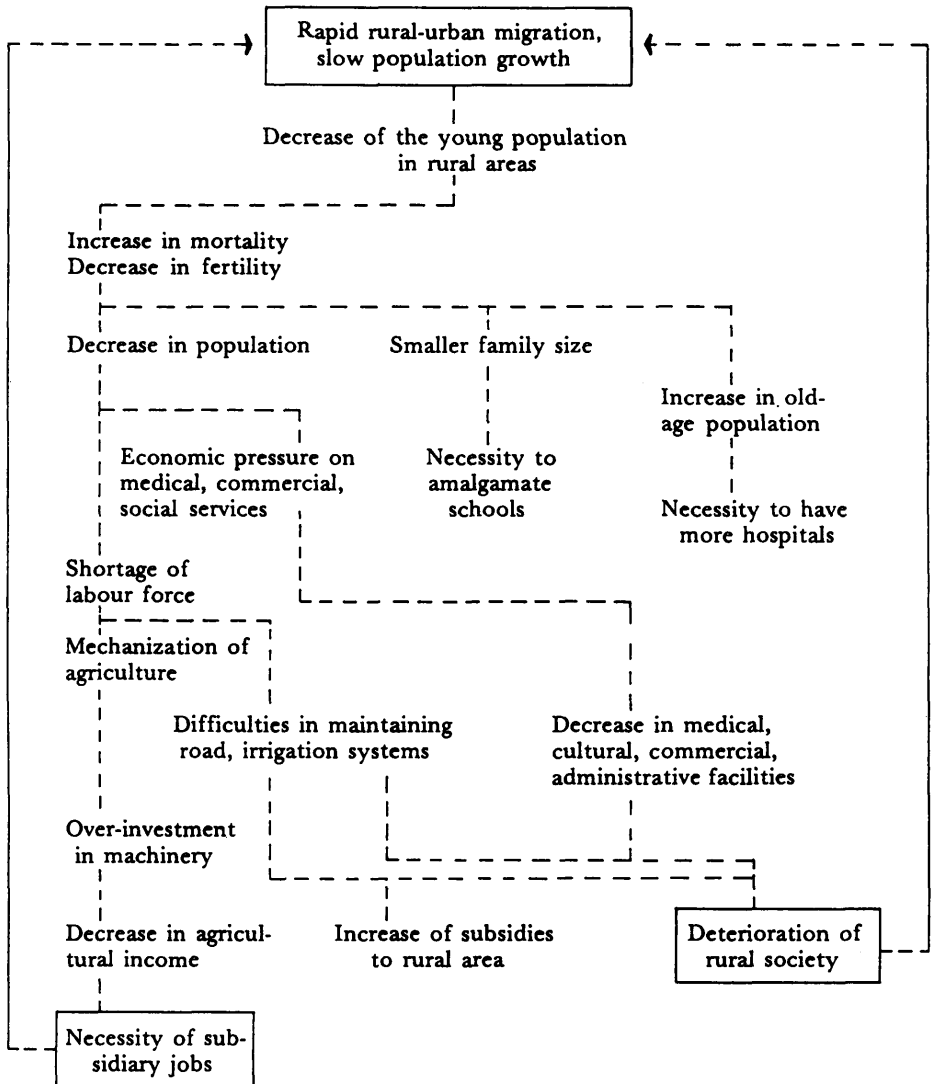 Rapid rural-urban migration,
slow population growth
Decrease of the young population
in rural areas
Increase in mortality
Decrease in fertility
Decrease in population
Smaller family size
Increase in old-
age population
Economic pressure on
medical, commercial,
social services
Necessity to
amalgamate
schools
Necessity to have
more hospitals
Shortage of
labour force
Mechanization of
agriculture
Difficulties in maintaining
road, irrigation systems
Decrease in medical,
cultural, commercial,
administrative facilities
Over-investment
in machinery
Decrease in agricul-
tural income
Increase of subsidies
to rural area
Deterioration of
rural society
Necessity of sub-
sidiary jobs